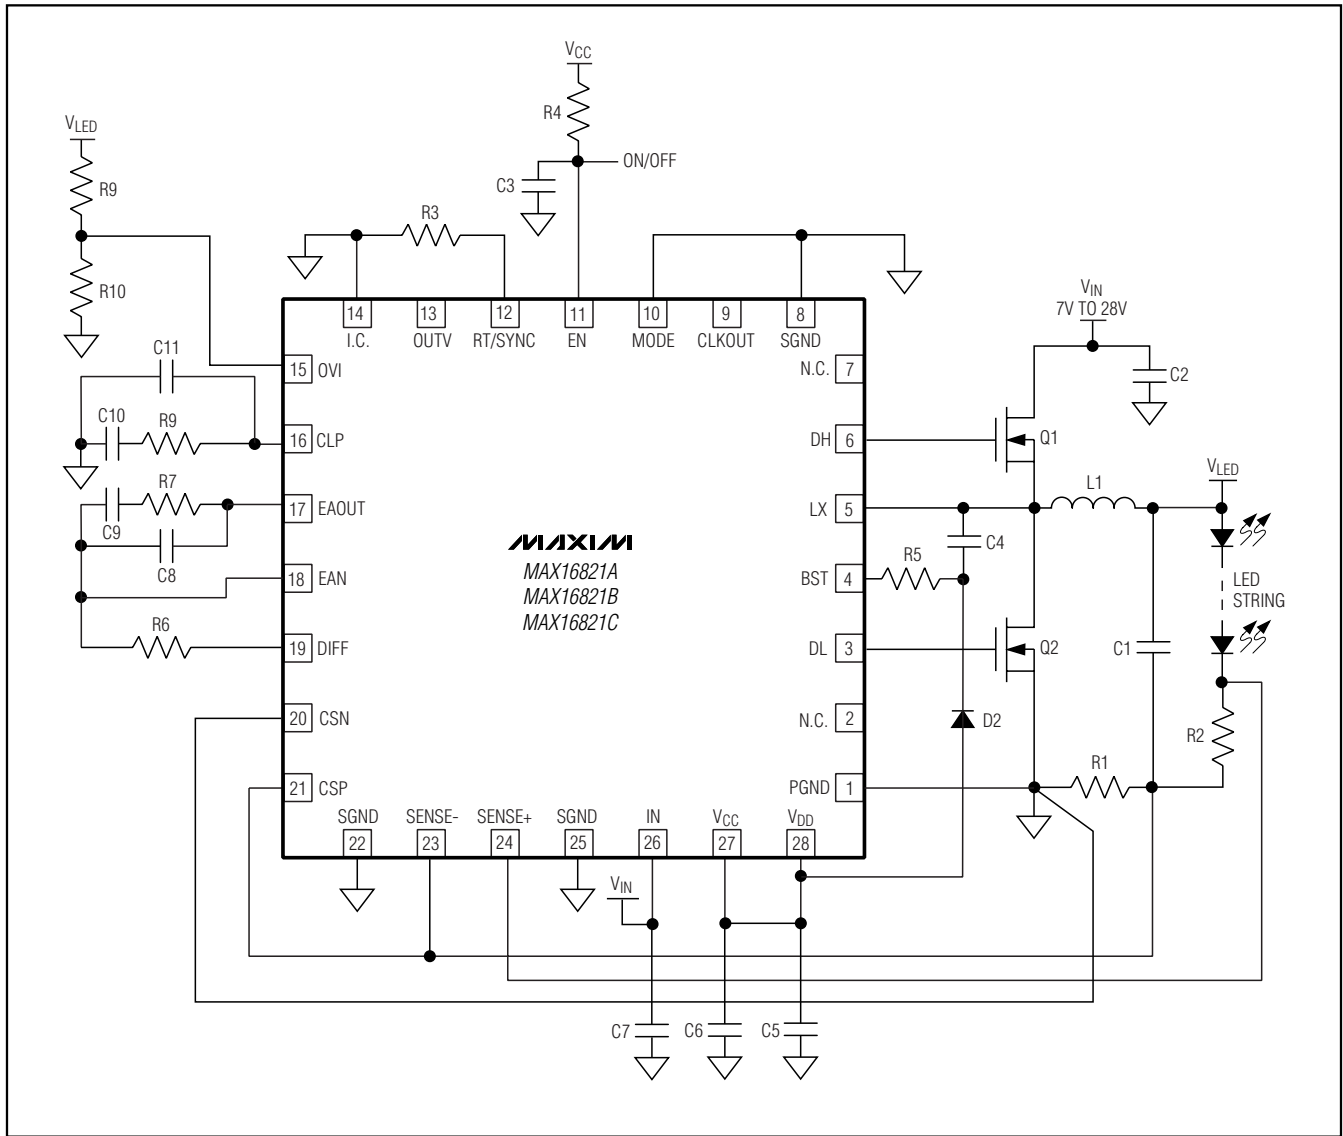 VCC
R4
ON/OFF
C3
VLED
R9
R10
R3
VIN
7V TO 28V
C2
14
13
12
11
10
9
8
I.C.
OUTV
RT/SYNC
EN
MODE
CLKOUT
SGND
C11
15 OVI
N.C. 7
C10
R9
16 CLP
DH 6
Q1
VLED
R7
C9
17 EAOUT
LX 5
L1
C8
MAXIM
MAX16821A
MAX16821B
MAX16821C
C4
R5
18 EAN
BST 4
LED
STRING
R6
19 DIFF
DL 3
Q2
C1
20 CSN
N.C. 2
D2
R2
21 CSP
PGND 1
R1
SGND
SENSE-
SENSE+
SGND
IN
VCC
VDD
22
23
24
25
26
27
28
VIN
C7
C6
C5